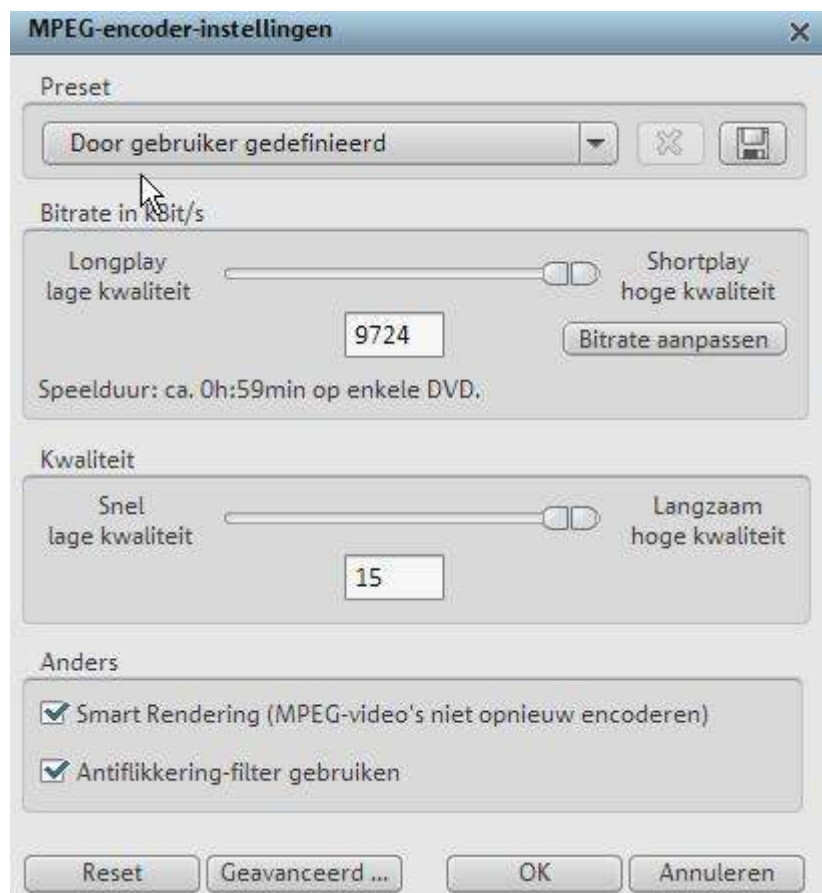 MPEG-encoder-instellingen
Preset
Door gebruiker gedefinieerd
Bitrate in kBit/s
Longplay
lage kwaliteit
Shortplay
hoge kwaliteit
9724
Bitrate aanpassen
Speelduur: ca. 0h:59min op enkele DVD.
Kwaliteit
Snel
lage kwaliteit
Langzaam
hoge kwaliteit
15
Anders
Smart Rendering (MPEG-video's niet opnieuw encoderen)
Antiflikkering-filter gebruiken
Reset
Geavanceerd ...
OK
Annuleren